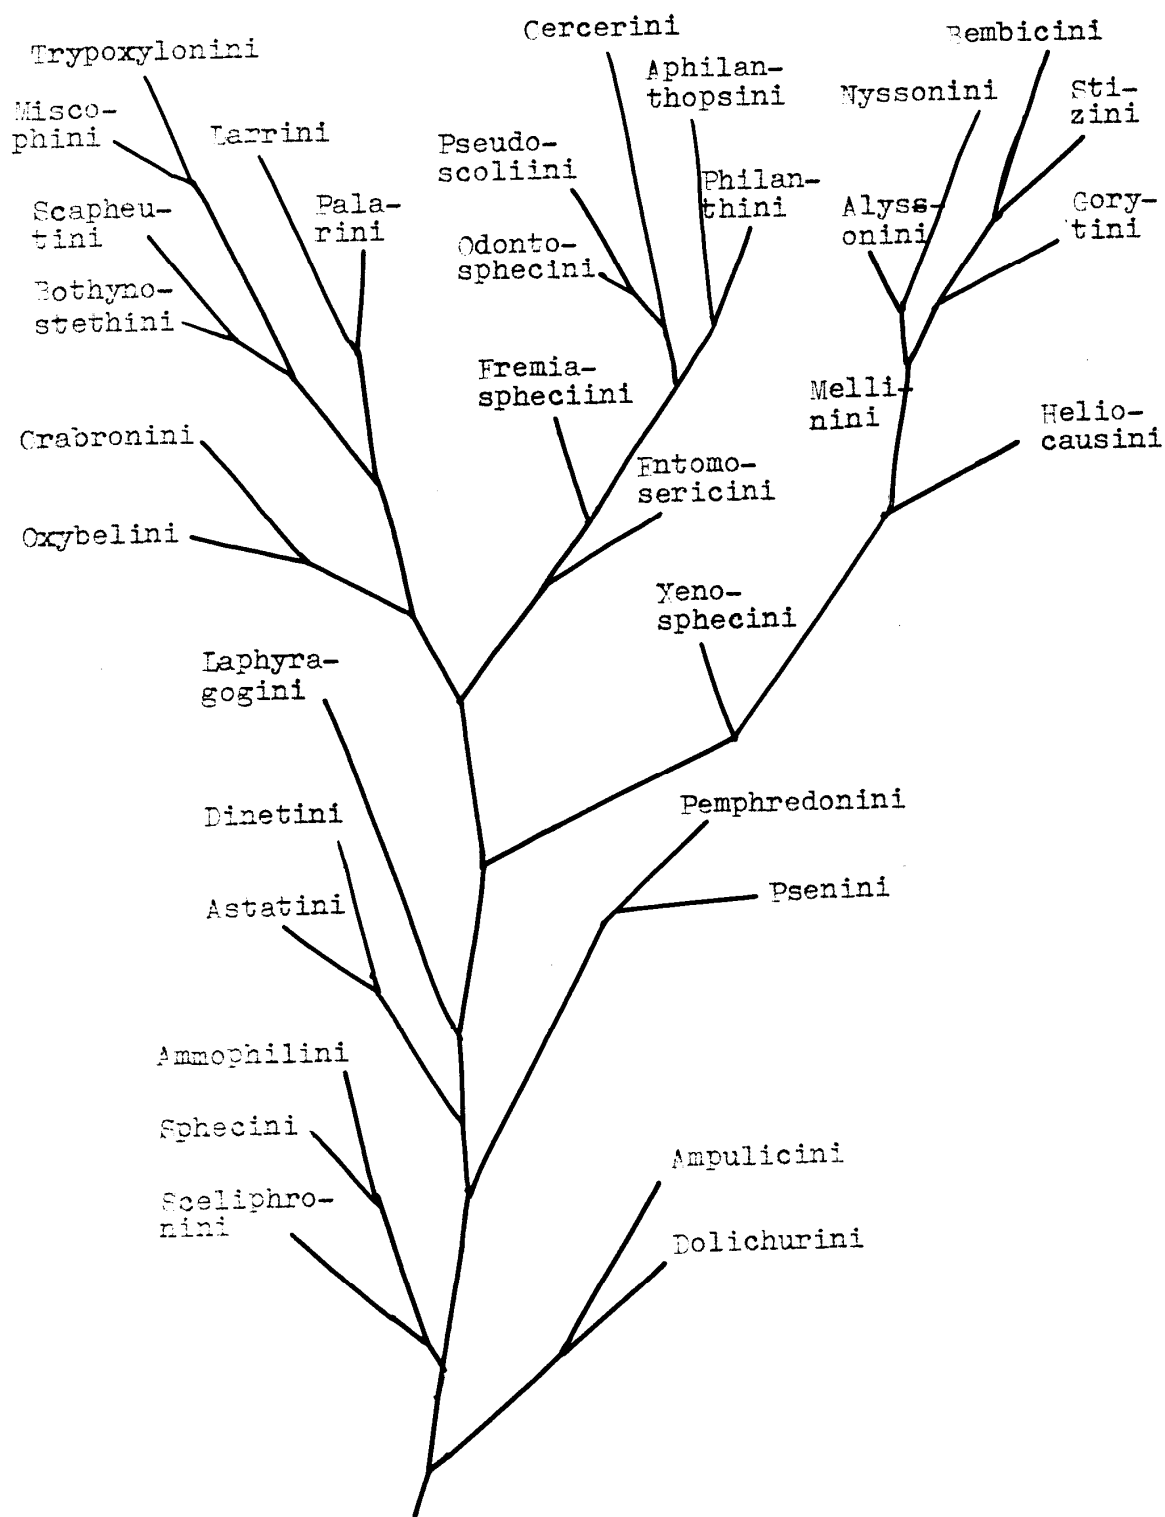 Trypoxylonini
Misco-
phini
Larrini
Scapheu-
tini
Pala-
rini
Bothyno-
stethini
Crabronini
Oxybelini
Cercerini
Aphilan-
thopsini
Pseudo-
scoliini
Philan-
thini
Odonto-
sphecini
Fremia-
spheciini
Entomo-
sericini
Bembicini
Nyssonini
Sti-
zini
Alyss-
onini
Gory-
tini
Melli-
nini
Helio-
causini
Xeno-
sphecini
Laphyra-
gogini
Dinetini
Astatini
Pemphredonini
Psenini
Ammophilini
Sphecini
Sceliphro-
nini
Ampulicini
Dolichurini